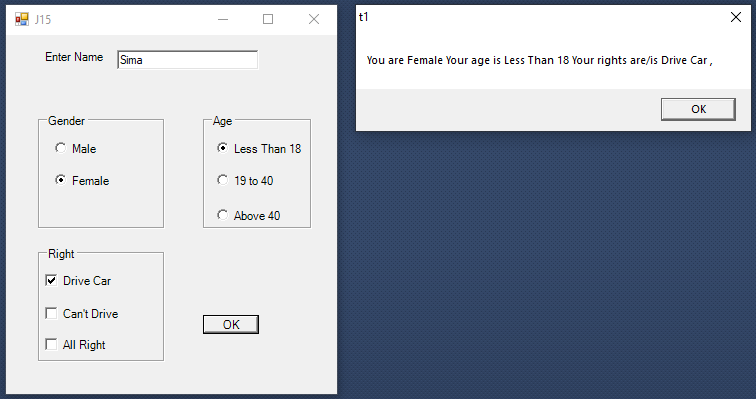 J15
Enter Name Sima
Gender
Male
Female
Age
Less Than 18
19 to 40
Above 40
Right
Drive Car
Can't Drive
All Right
OK
t1
You are Female Your age is Less Than 18 Your rights are/is Drive Car ,
OK